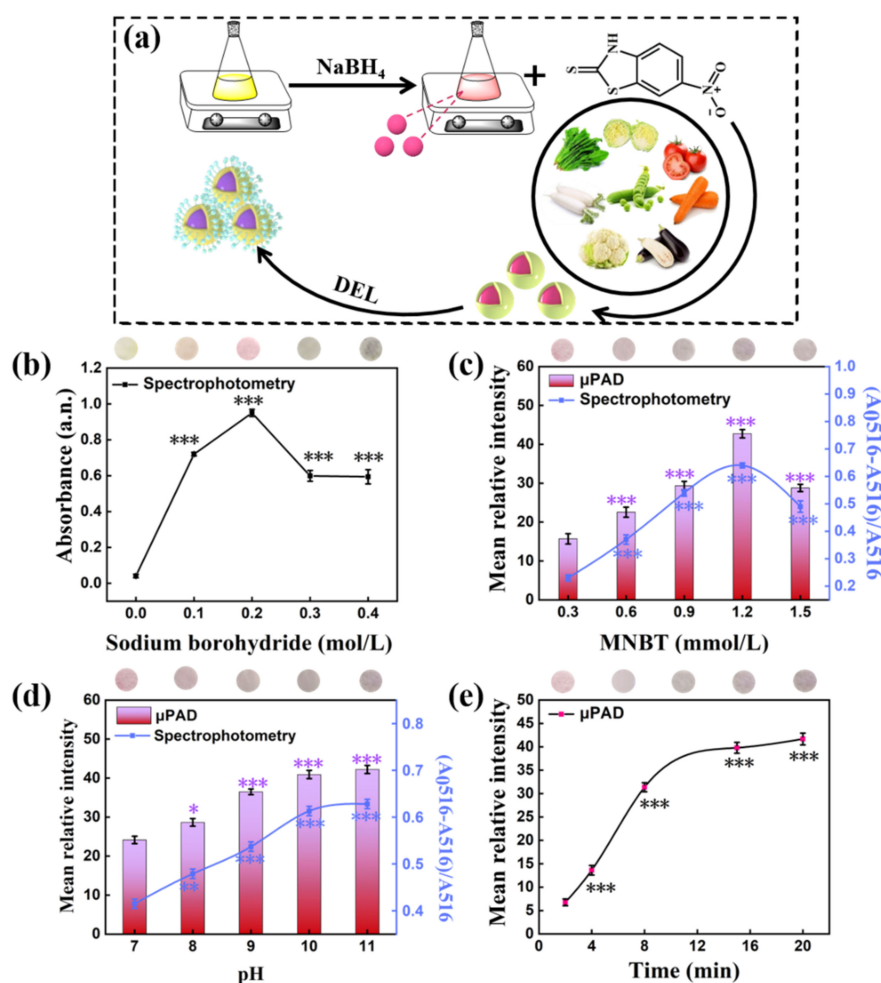 (a)
NaBH4
+
NH
S
S
N+
O
O-
DEL
(b)
1.2
1.0
0.8
0.6
0.4
0.2
0.0
Absorbance (a.n.)
Spectrophotometry
***
***
***
***
0.0 0.1 0.2 0.3 0.4
Sodium borohydride (mol/L)
(c)
60
50
40
30
20
10
0
Mean relative intensity
µPAD
Spectrophotometry
***
***
***
***
***
***
***
***
1.0
0.9
0.8
0.7
0.6
0.5
0.4
0.3
0.2
(A0516-A516)/A516
0.3 0.6 0.9 1.2 1.5
MNBT (mmol/L)
(d)
60
50
40
30
20
10
0
Mean relative intensity
µPAD
Spectrophotometry
*
***
***
***
**
***
***
***
0.8
0.7
0.6
0.5
0.4
(A0516-A516)/A516
7 8 9 10 11
pH
(e)
50
45
40
35
30
25
20
15
10
5
0
Mean relative intensity
µPAD
***
***
***
***
0 4 8 12 16 20
Time (min)